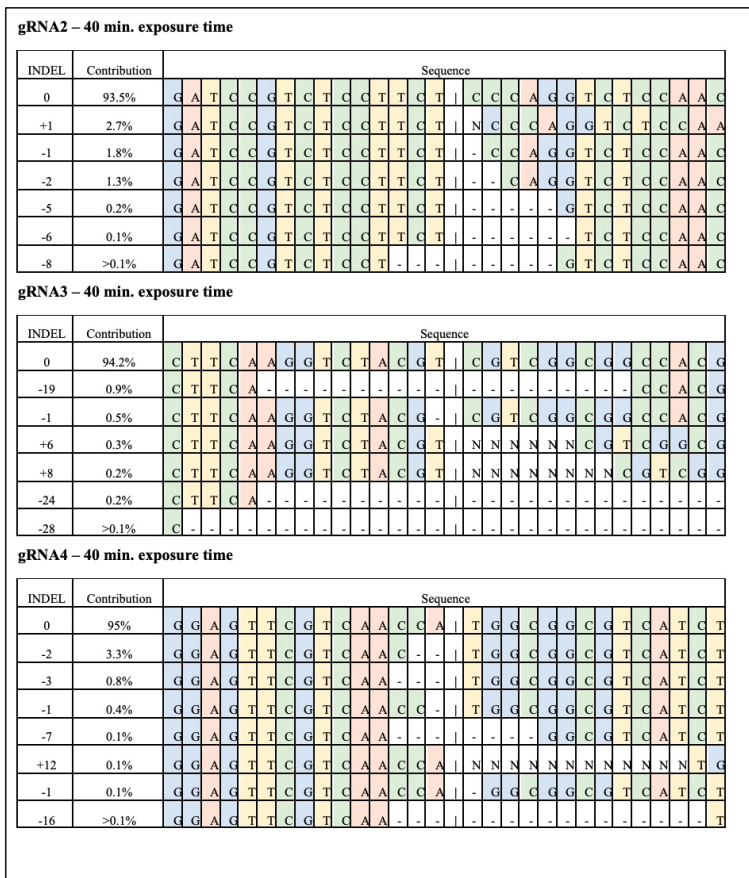 gRNA2 – 40 min. exposure time
INDEL Contribution Sequence
0 93.5% G A T C C G T C T C C T T C T | C C C A G G T C T C C A A C
+1 2.7% G A T C C G T C T C C T T C T | N C C C A G G T C T C C A A
-1 1.8% G A T C C G T C T C C T T C T | - C C A G G T C T C C A A C
-2 1.3% G A T C C G T C T C C T T C T | - - C A G G T C T C C A A C
-5 0.2% G A T C C G T C T C C T T C T | - - - - - G T C T C C A A C
-6 0.1% G A T C C G T C T C C T T C T | - - - - - - T C T C C A A C
-8 >0.1% G A T C C G T C T C C T - - - | - - - - - G T C T C C A A C
gRNA3 – 40 min. exposure time
INDEL Contribution Sequence
0 94.2% C T T C A A G G T C T A C G T | C G T C G G C G G C C A C G
-19 0.9% C T T C A - - - - - - - - - - | - - - - - - - - - C C A C G
-1 0.5% C T T C A A G G T C T A C G - | C G T C G G C G G C C A C G
+6 0.3% C T T C A A G G T C T A C G T | N N N N N N C G T C G G C G
+8 0.2% C T T C A A G G T C T A C G T | N N N N N N N N C G T C G G
-24 0.2% C T T C A - - - - - - - - - - | - - - - - - - - - - - - - -
-28 >0.1% C - - - - - - - - - - - - - - | - - - - - - - - - - - - - -
gRNA4 – 40 min. exposure time
INDEL Contribution Sequence
0 95% G G A G T T C G T C A A C C A | T G G C G G C G T C A T C T
-2 3.3% G G A G T T C G T C A A C - - | T G G C G G C G T C A T C T
-3 0.8% G G A G T T C G T C A A - - - | T G G C G G C G T C A T C T
-1 0.4% G G A G T T C G T C A A C C - | T G G C G G C G T C A T C T
-7 0.1% G G A G T T C G T C A A - - - | - - - - G G C G T C A T C T
+12 0.1% G G A G T T C G T C A A C C A | N N N N N N N N N N N N T G
-1 0.1% G G A G T T C G T C A A C C A | - G G C G G C G T C A T C T
-16 >0.1% G G A G T T C G T C A A - - - | - - - - - - - - - - - - - T